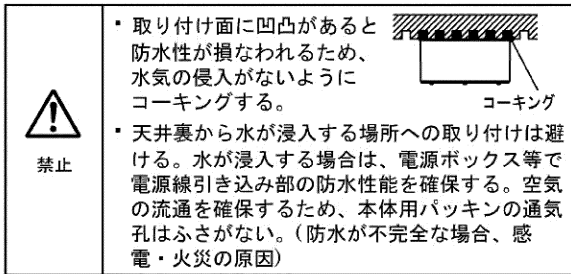 ・取り付け面に凹凸があると
防水性が損なわれるため、
水気の侵入がないように
コーキングする。
コーキング
禁止
・天井裏から水が浸入する場所への取り付けは避
ける。水が浸入する場合は、電源ボックス等で
電源線引き込み部の防水性能を確保する。空気
の流通を確保するため、本体用パッキンの通気
孔はふさがない。(防水が不完全な場合、感
電・火災の原因)